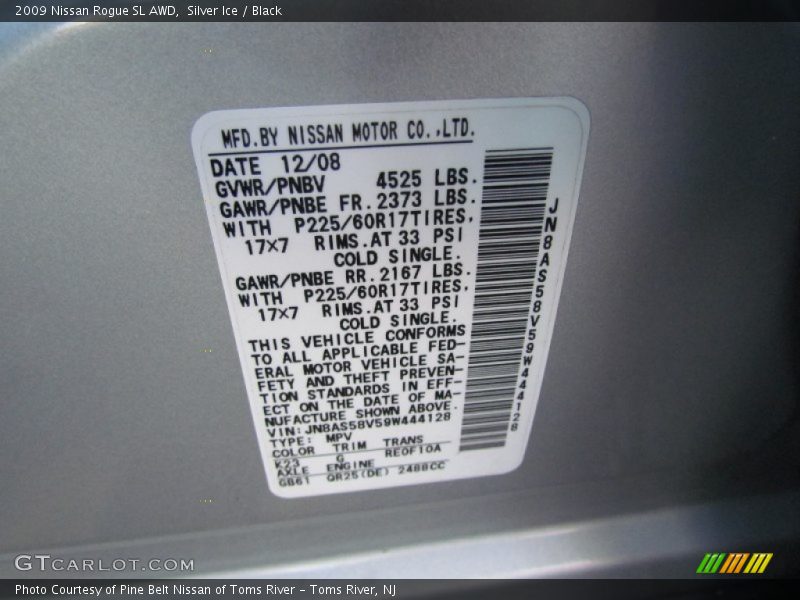 2009 Nissan Rogue SL AWD,  Silver Ice / Black
MFD.BY NISSAN MOTOR CO.,LTD.
DATE 12/08
GVWR/PNBV 4525 LBS.
GAWR/PNBE FR.2373 LBS.
WITH P225/60R17TIRES,
17×7 RIMS.AT 33 PSI
COLD SINGLE.
GAWR/PNBE RR.2167 LBS.
WITH P225/60R17TIRES,
17×7 RIMS.AT 33 PSI
COLD SINGLE.
THIS VEHICLE CONFORMS
TO ALL APPLICABLE FED-
ERAL MOTOR VEHICLE SA-
FETY AND THEFT PREVEN-
TION STANDARDS IN EFF-
ECT ON THE DATE OF MA-
NUFACTURE SHOWN ABOVE.
VIN:JN8AS58V59W444128
TYPE: MPV
COLOR TRIM TRANS
K23 G RE0F10A
AXLE ENGINE
GB61 QR25(DE) 2488CC
JN8AS58V59W444128
GTCARLOT.COM
Photo Courtesy of Pine Belt Nissan of Toms River – Toms River, NJ